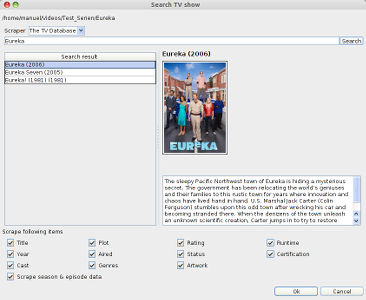 Search TV show
/home/manuel/Videos/Test_Serien/Eureka
Scraper The TV Database
Eureka Search
Search result
Eureka (2006)
Eureka Seven (2005)
Eureka! (1981) (1981)
Eureka (2006)
EUREKA
The sleepy Pacific Northwest town of Eureka is hiding a mysterious
secret. The government has been relocating the world's geniuses
and their families to this rustic town for years where innovation and
chaos have lived hand in hand. U.S. Marshal Jack Carter (Colin
Ferguson) stumbles upon this odd town after wrecking his car and
becoming stranded there. When the denizens of the town unleash
an unknown scientific creation, Carter jumps in to try to restore
Scrape following items
Title Plot Rating Runtime
Year Aired Status Certification
Cast Genres Artwork
Scrape season & episode data
Ok Cancel